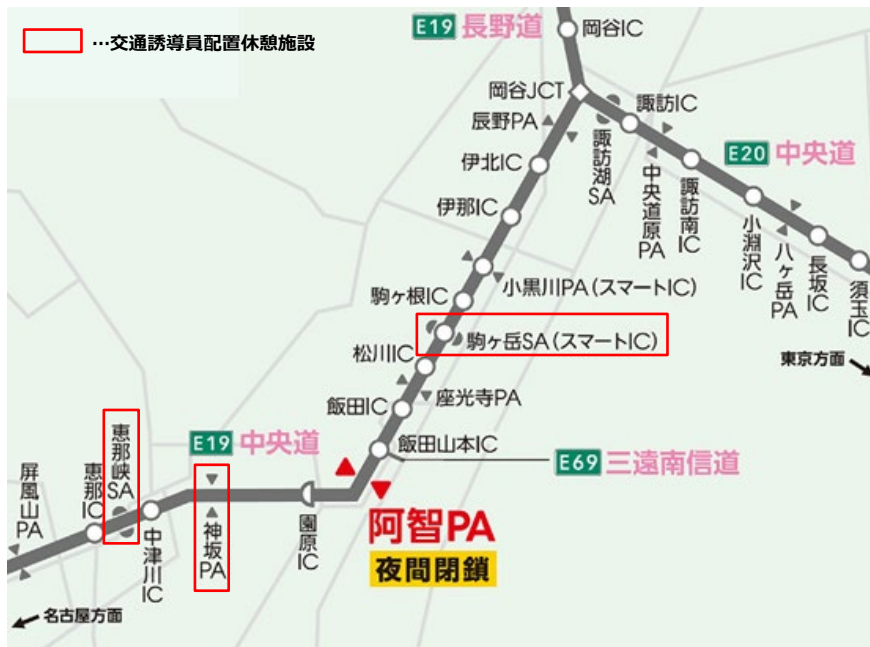 …交通誘導員配置休憩施設
E19 長野道
岡谷IC
岡谷JCT
諏訪IC
辰野PA
諏訪湖SA
E20 中央道
伊北IC
中央道原PA
諏訪南IC
伊那IC
小淵沢IC
八ヶ岳PA
長坂IC
須玉IC
小黒川PA(スマートIC)
駒ヶ根IC
駒ヶ岳SA(スマートIC)
松川IC
東京方面
座光寺PA
飯田IC
飯田山本IC
E19 中央道
E69 三遠南信道
恵那峡SA
屏風山PA
恵那IC
中津川IC
神坂PA
園原IC
阿智PA
夜間閉鎖
名古屋方面